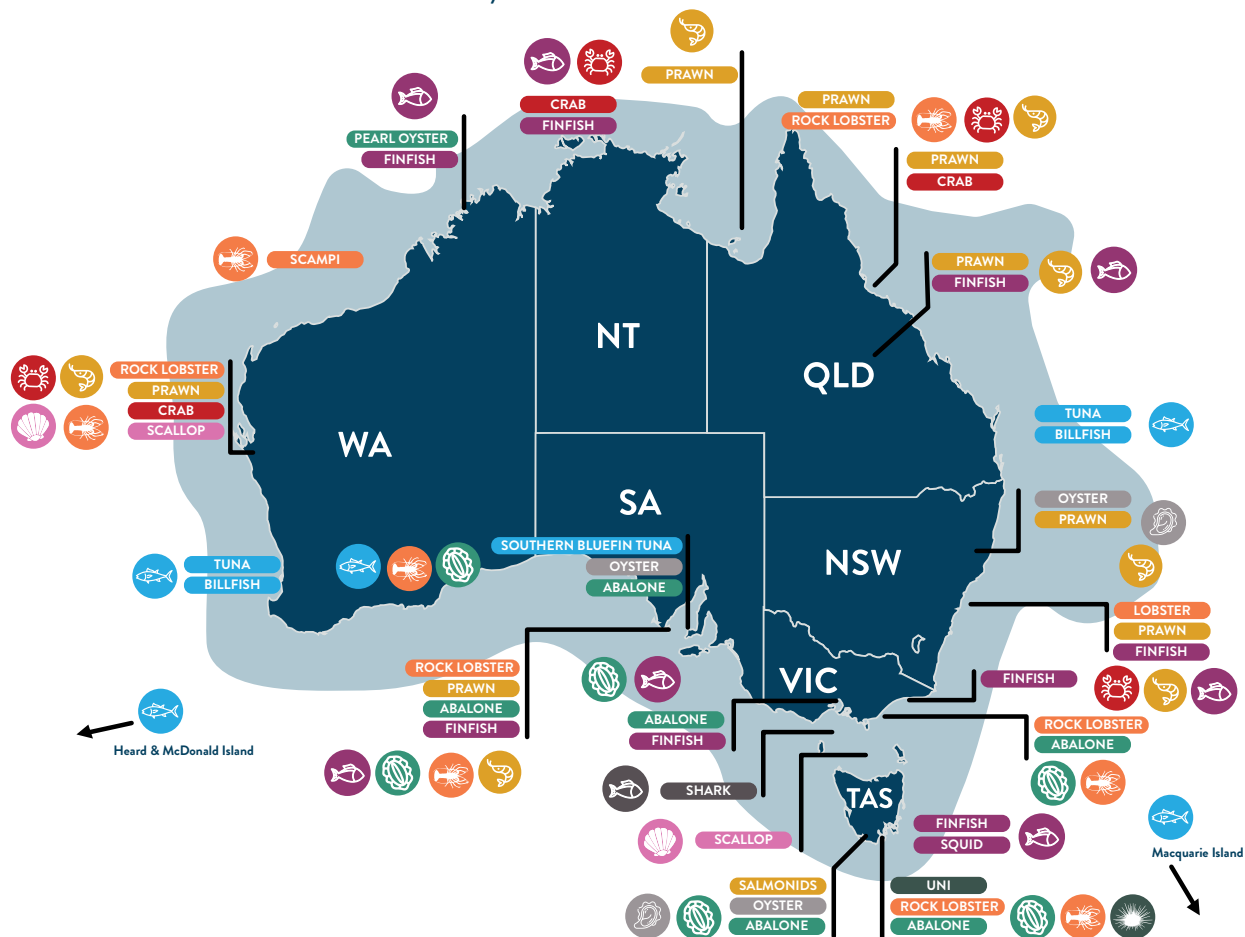 PRAWN
CRAB
FINFISH
PEARL OYSTER
FINFISH
PRAWN
ROCK LOBSTER
PRAWN
CRAB
SCAMPI
PRAWN
FINFISH
NT
QLD
ROCK LOBSTER
PRAWN
CRAB
SCALLOP
WA
TUNA
BILLFISH
SA
OYSTER
PRAWN
NSW
SOUTHERN BLUEFIN TUNA
OYSTER
ABALONE
TUNA
BILLFISH
LOBSTER
PRAWN
FINFISH
ROCK LOBSTER
PRAWN
ABALONE
FINFISH
VIC
FINFISH
ABALONE
FINFISH
ROCK LOBSTER
ABALONE
Heard & McDonald Island
SHARK
TAS
SCALLOP
FINFISH
SQUID
Macquarie Island
SALMONIDS
OYSTER
ABALONE
UNI
ROCK LOBSTER
ABALONE